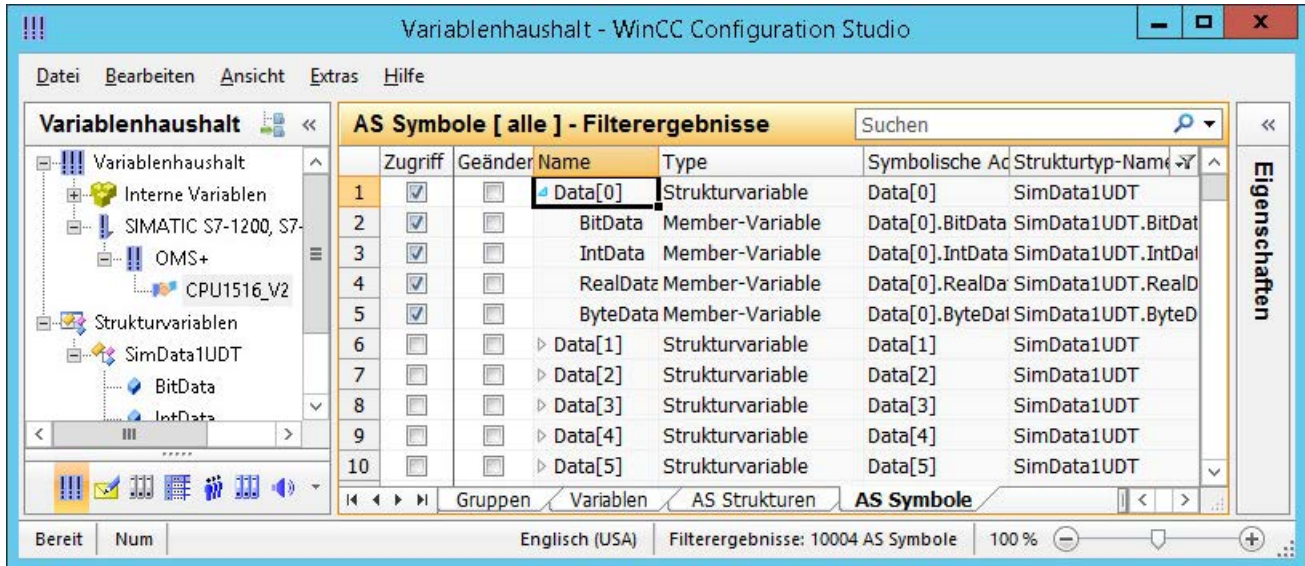 Variablenhaushalt - WinCC Configuration Studio
Datei Bearbeiten Ansicht Extras Hilfe
Variablenhaushalt «
AS Symbole [ alle ] - Filterergebnisse Suchen
Variablenhaushalt
Interne Variablen
SIMATIC S7-1200, S7-
OMS+
CPU1516_V2
Strukturvariablen
SimData1UDT
BitData
IntData
Zugriff Geänder Name Type Symbolische Ad Strukturtyp-Name
1 Data[0] Strukturvariable Data[0] SimData1UDT
2 BitData Member-Variable Data[0].BitData SimData1UDT.BitDat
3 IntData Member-Variable Data[0].IntData SimData1UDT.IntDat
4 RealData Member-Variable Data[0].RealDa SimData1UDT.RealD
5 ByteData Member-Variable Data[0].ByteDat SimData1UDT.ByteD
6 Data[1] Strukturvariable Data[1] SimData1UDT
7 Data[2] Strukturvariable Data[2] SimData1UDT
8 Data[3] Strukturvariable Data[3] SimData1UDT
9 Data[4] Strukturvariable Data[4] SimData1UDT
10 Data[5] Strukturvariable Data[5] SimData1UDT
Gruppen Variablen AS Strukturen AS Symbole
«
Eigenschaften
Bereit Num Englisch (USA) Filterergebnisse: 10004 AS Symbole 100 %